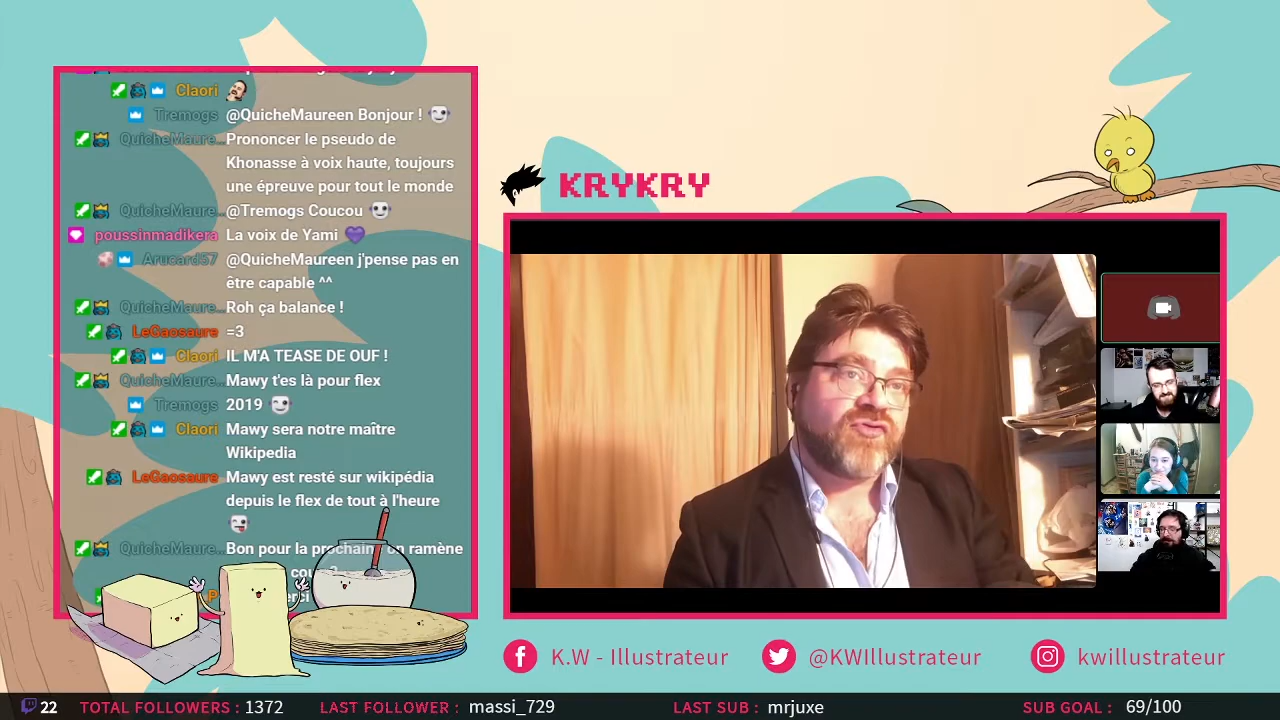 Claori
Tremogs @QuicheMaureen Bonjour !
QuicheMaure... Prononcer le pseudo de
Khonasse à voix haute, toujours
une épreuve pour tout le monde
QuicheMaure... @Tremogs Coucou
poussinmadikera La voix de Yami
Arucard57 @QuicheMaureen j'pense pas en
être capable ^^
QuicheMaure... Roh ça balance !
LeGaosaure =3
Claori IL M'A TEASE DE OUF !
QuicheMaure... Mawy t'es là pour flex
Tremogs 2019
Claori Mawy sera notre maître
Wikipedia
LeGaosaure Mawy est resté sur wikipédia
depuis le flex de tout à l'heure
QuicheMaure... Bon pour la prochaine on ramène
KRYKRY
K.W - Illustrateur
@KWIllustrateur
kwillustrateur
22
TOTAL FOLLOWERS : 1372
LAST FOLLOWER : massi_729
LAST SUB : mrjuxe
SUB GOAL : 69/100